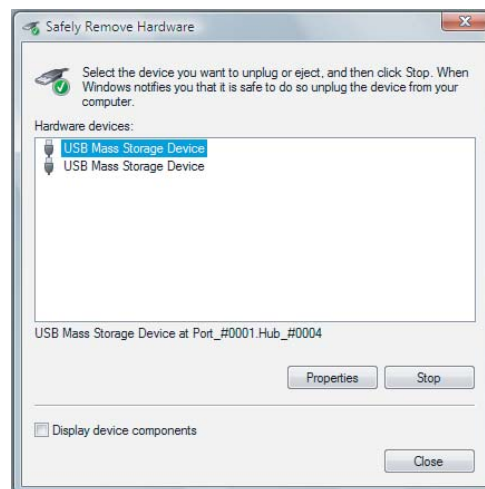 Safely Remove Hardware
Select the device you want to unplug or eject, and then click Stop. When
Windows notifies you that it is safe to do so unplug the device from your
computer.
Hardware devices:
USB Mass Storage Device
USB Mass Storage Device
USB Mass Storage Device at Port_#0001.Hub_#0004
Properties Stop
Display device components
Close